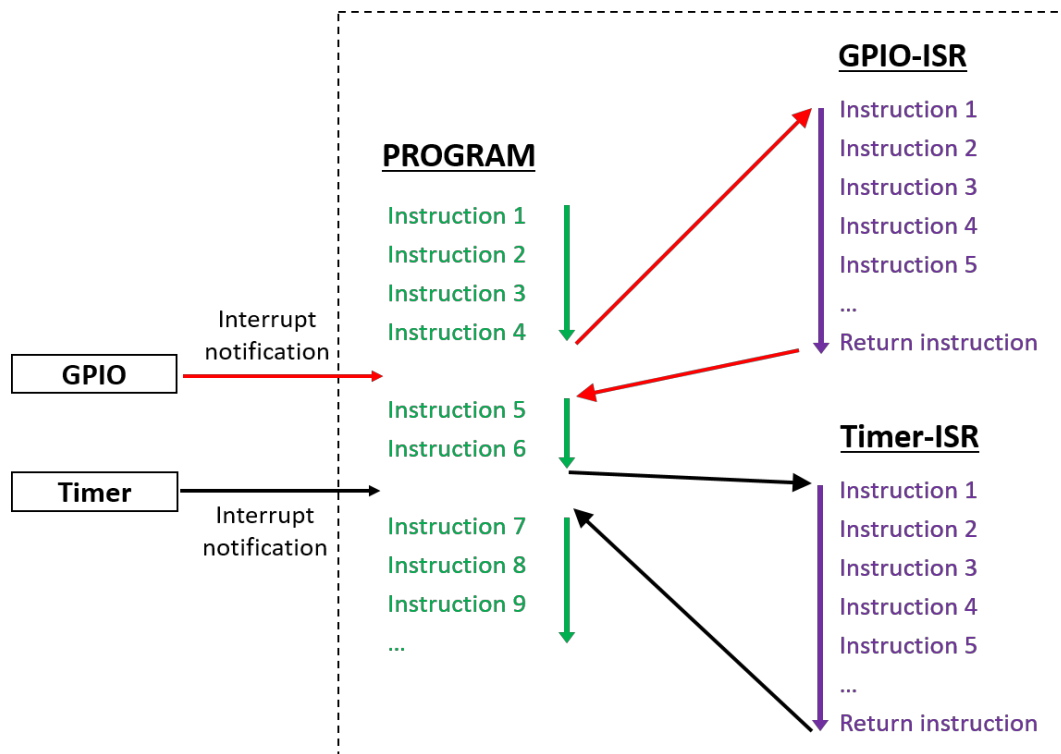 GPIO
Interrupt
notification
Timer
Interrupt
notification
PROGRAM
Instruction 1
Instruction 2
Instruction 3
Instruction 4
Instruction 5
Instruction 6
Instruction 7
Instruction 8
Instruction 9
...
GPIO-ISR
Instruction 1
Instruction 2
Instruction 3
Instruction 4
Instruction 5
...
Return instruction
Timer-ISR
Instruction 1
Instruction 2
Instruction 3
Instruction 4
Instruction 5
...
Return instruction